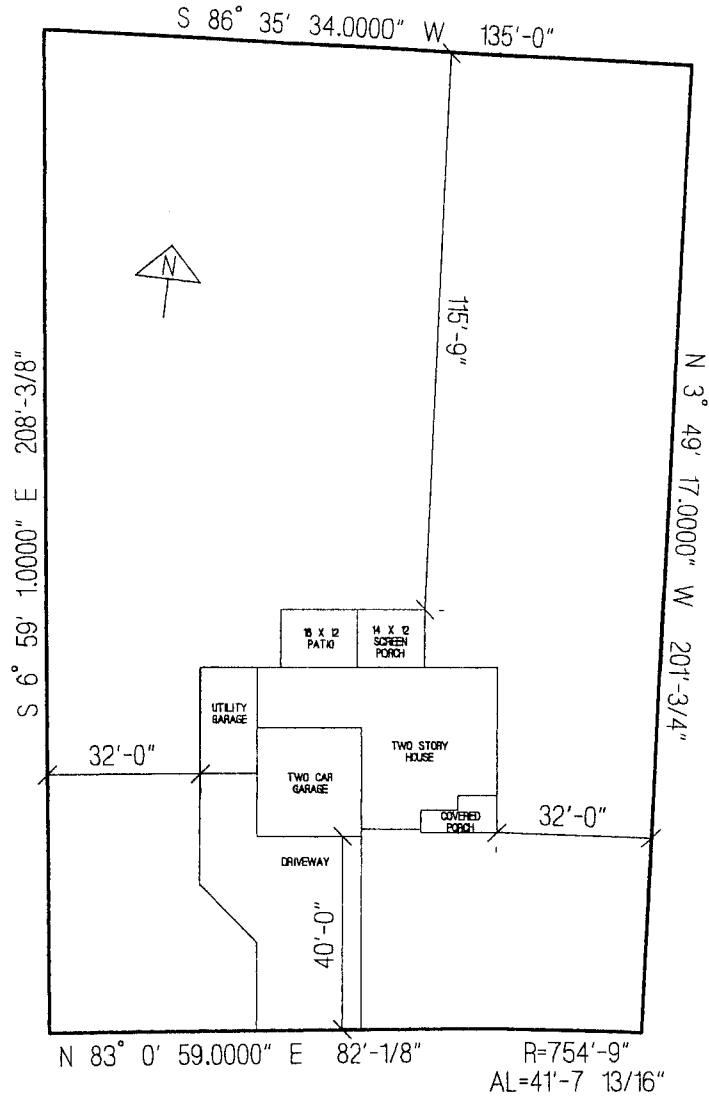 S 86° 35' 34.0000" W 135'-0"
N
115'-9"
S 6° 59' 1.0000" E 208'-3/8"
N 3° 49' 17.0000" W 201'-3/4"
16 X 12
PATIO
14 X 12
SCREEN
PORCH
UTILITY
GARAGE
TWO STORY
HOUSE
32'-0"
TWO CAR
GARAGE
COVERED
PORCH
32'-0"
DRIVEWAY
40'-0"
N 83° 0' 59.0000" E 82'-1/8"
R=754'-9"
AL=41'-7 13/16"